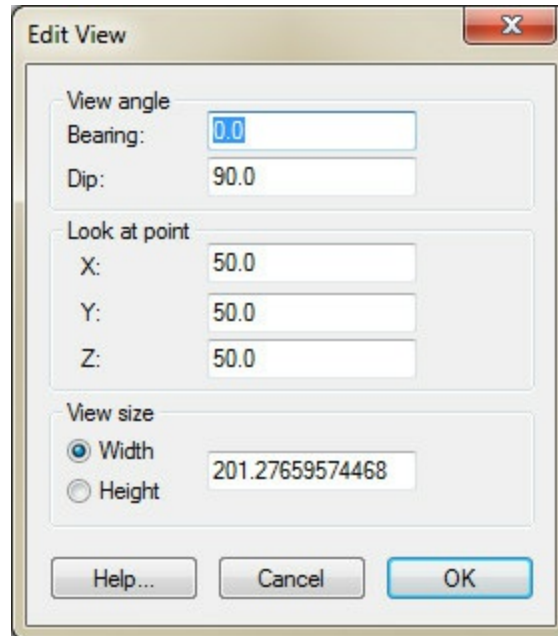 Edit View
View angle
Bearing: 0.0
Dip: 90.0
Look at point
X: 50.0
Y: 50.0
Z: 50.0
View size
Width
201.27659574468
Height
Help... Cancel OK